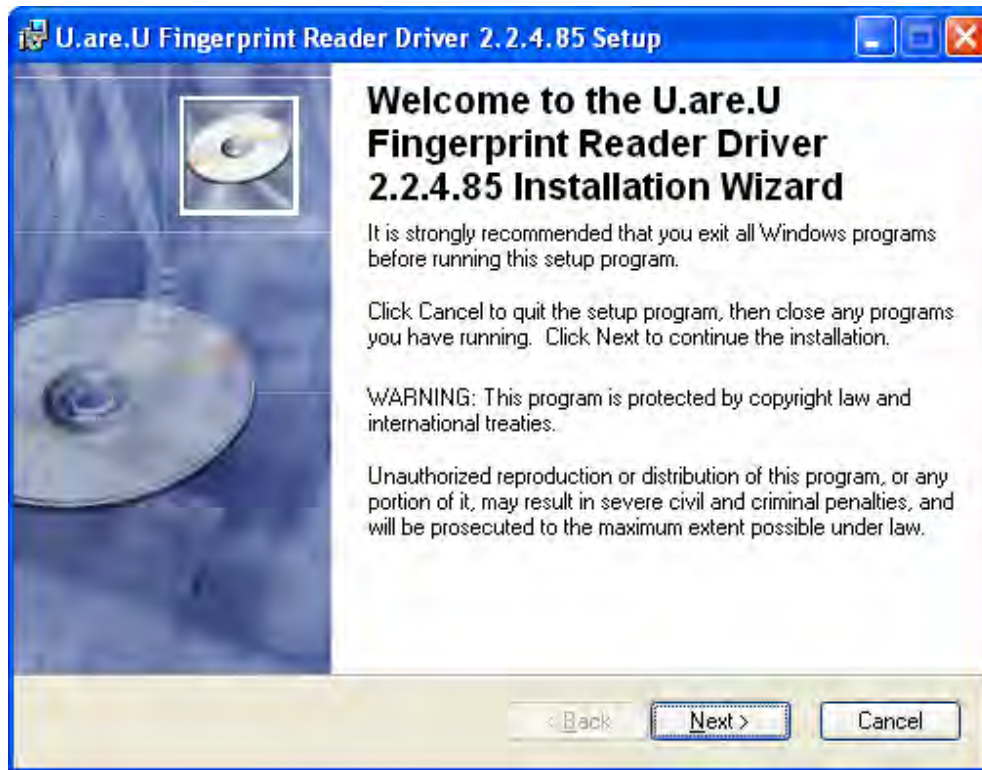 U.are.U Fingerprint Reader Driver 2.2.4.85 Setup
Welcome to the U.are.U
Fingerprint Reader Driver
2.2.4.85 Installation Wizard
It is strongly recommended that you exit all Windows programs
before running this setup program.
Click Cancel to quit the setup program, then close any programs
you have running.  Click Next to continue the installation.
WARNING: This program is protected by copyright law and
international treaties.
Unauthorized reproduction or distribution of this program, or any
portion of it, may result in severe civil and criminal penalties, and
will be prosecuted to the maximum extent possible under law.
< Back Next > Cancel